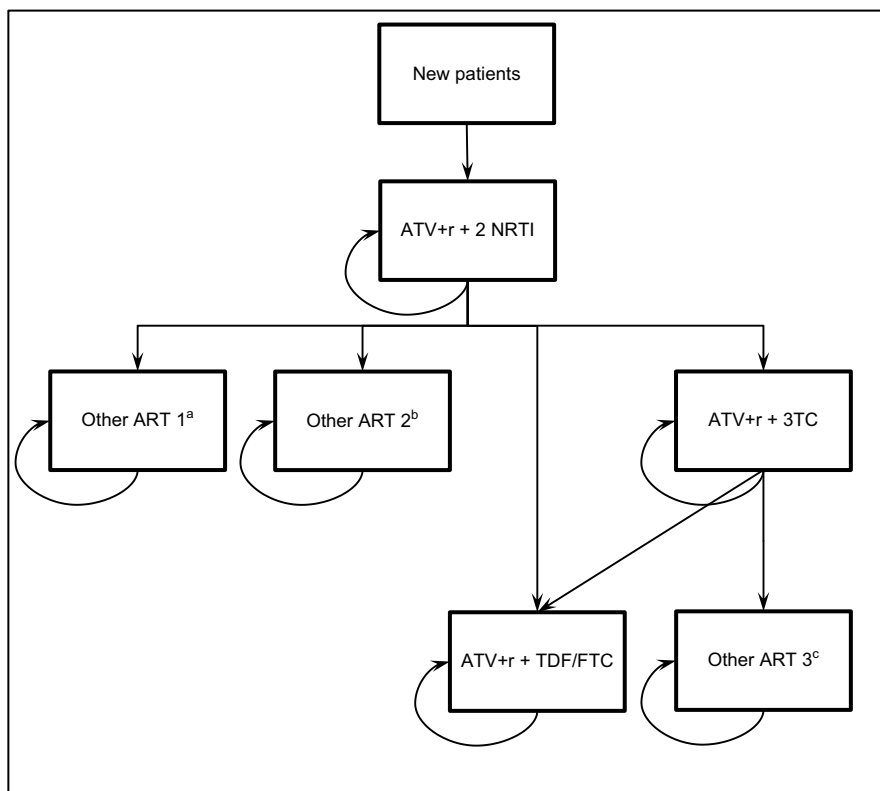 New patients
ATV+r + 2 NRTI
Other ART 1ᵃ
Other ART 2ᵇ
ATV+r + 3TC
ATV+r + TDF/FTC
Other ART 3ᶜ